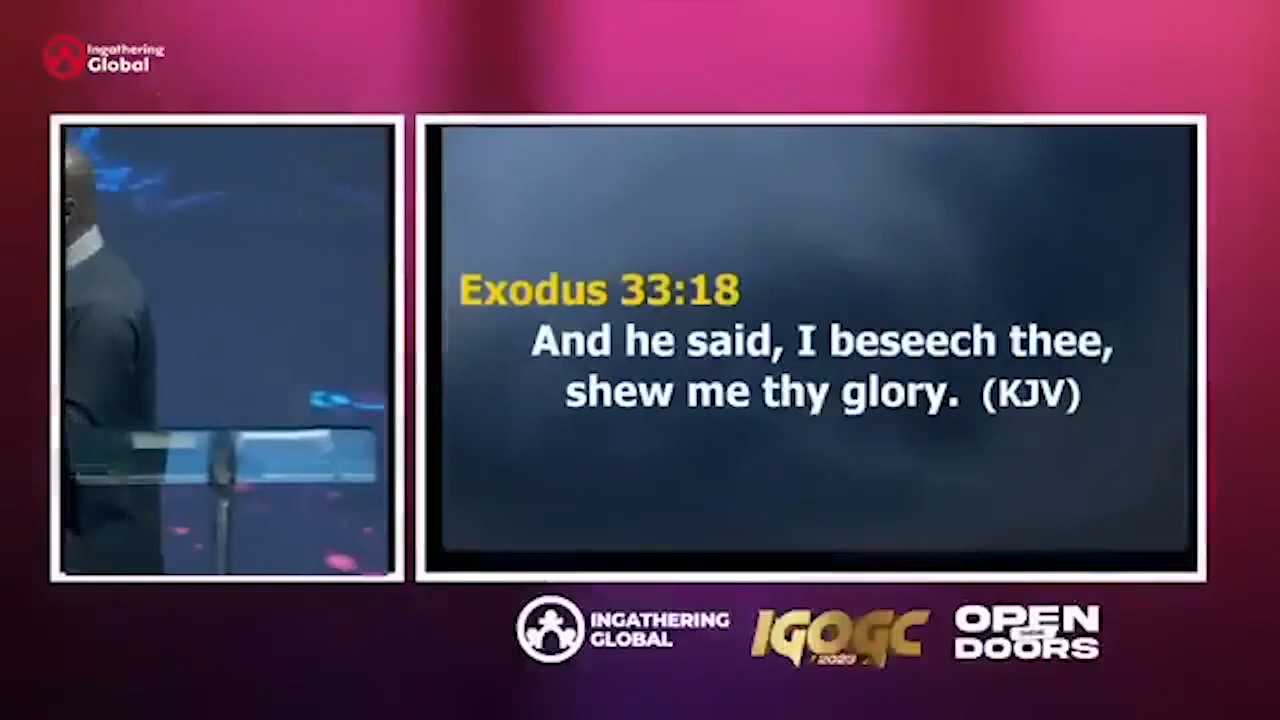 Ingathering
Global
Exodus 33:18
And he said, I beseech thee,
shew me thy glory. (KJV)
INGATHERING
GLOBAL
IGOGC
OPEN
DOORS